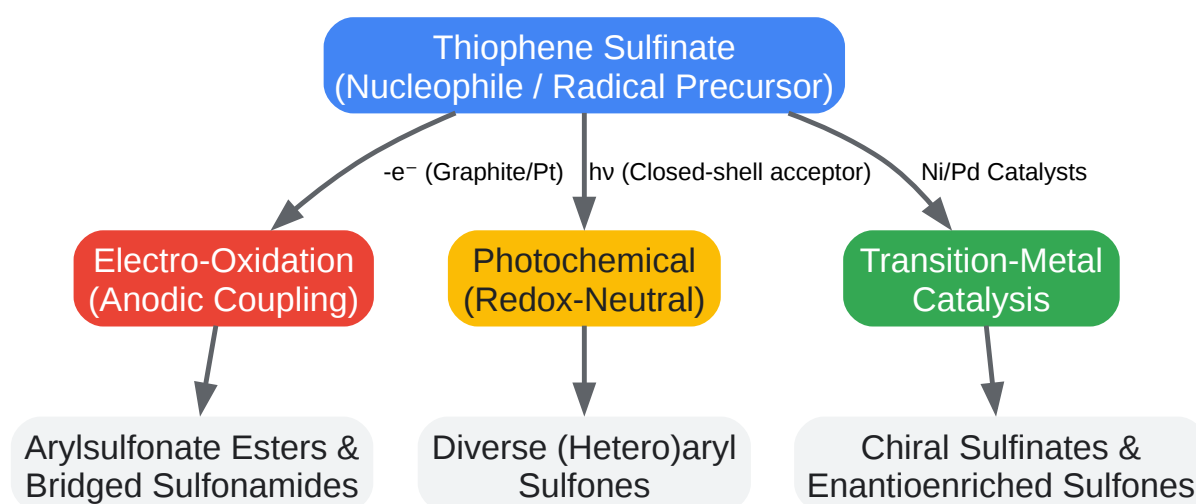 Thiophene Sulfinate
(Nucleophile / Radical Precursor)
-e⁻ (Graphite/Pt)
hν (Closed-shell acceptor)
Ni/Pd Catalysts
Electro-Oxidation
(Anodic Coupling)
Photochemical
(Redox-Neutral)
Transition-Metal
Catalysis
Arylsulfonate Esters &
Bridged Sulfonamides
Diverse (Hetero)aryl
Sulfones
Chiral Sulfinates &
Enantioenriched Sulfones